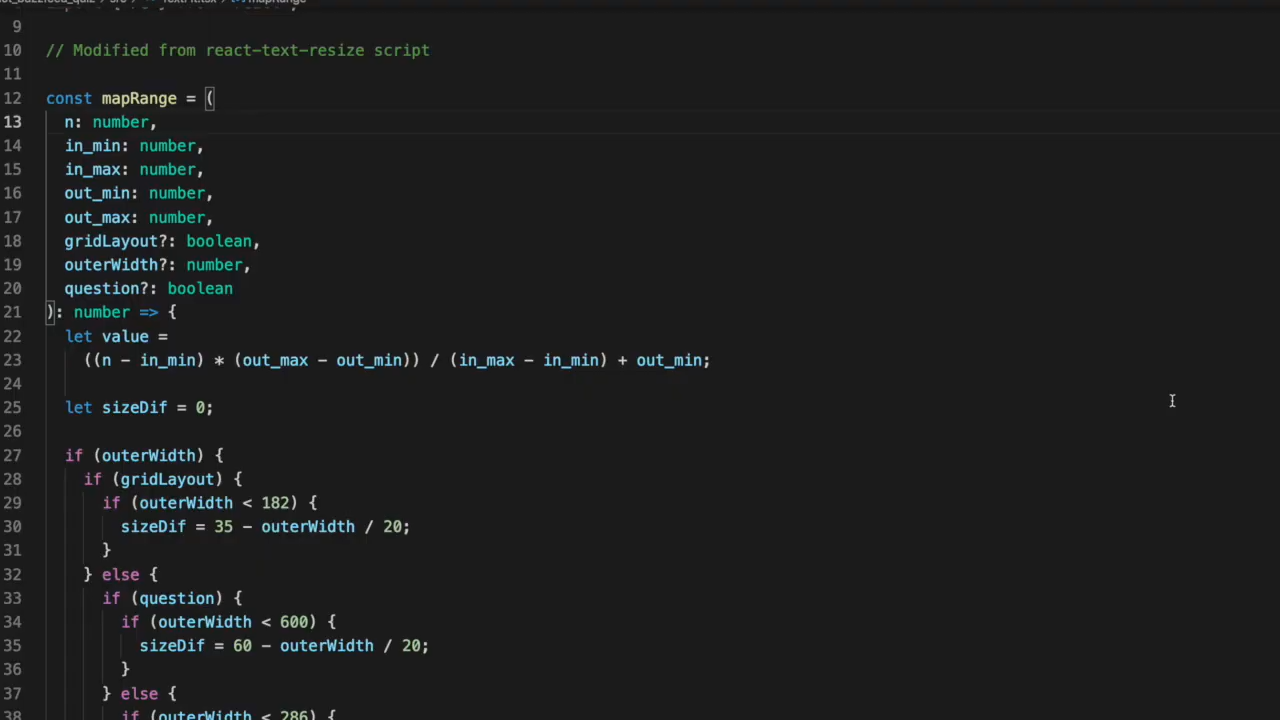 9
10 // Modified from react-text-resize script
11
12 const mapRange = (
13 n: number,
14 in_min: number,
15 in_max: number,
16 out_min: number,
17 out_max: number,
18 gridLayout?: boolean,
19 outerWidth?: number,
20 question?: boolean
21 ): number => {
22 let value =
23 ((n - in_min) * (out_max - out_min)) / (in_max - in_min) + out_min;
24
25 let sizeDif = 0;
26
27 if (outerWidth) {
28 if (gridLayout) {
29 if (outerWidth < 182) {
30 sizeDif = 35 - outerWidth / 20;
31 }
32 } else {
33 if (question) {
34 if (outerWidth < 600) {
35 sizeDif = 60 - outerWidth / 20;
36 }
37 } else {
38 if (outerWidth < 286) {